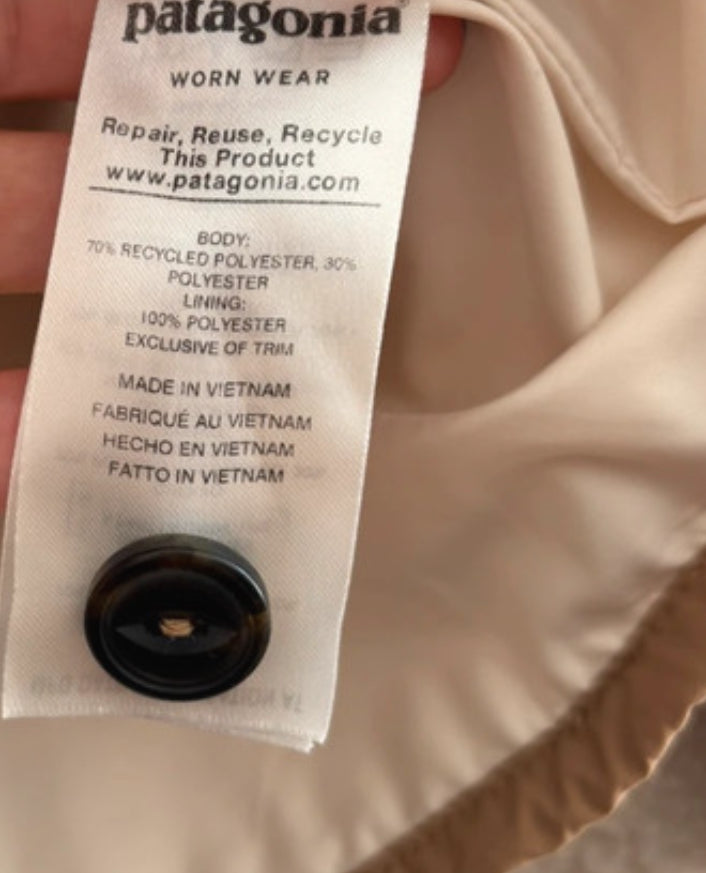 patagonia
WORN WEAR
Repair, Reuse, Recycle
This Product
www.patagonia.com
BODY:
70% RECYCLED POLYESTER, 30%
POLYESTER
LINING:
100% POLYESTER
EXCLUSIVE OF TRIM
MADE IN VIETNAM
FABRIQUÉ AU VIETNAM
HECHO EN VIETNAM
FATTO IN VIETNAM